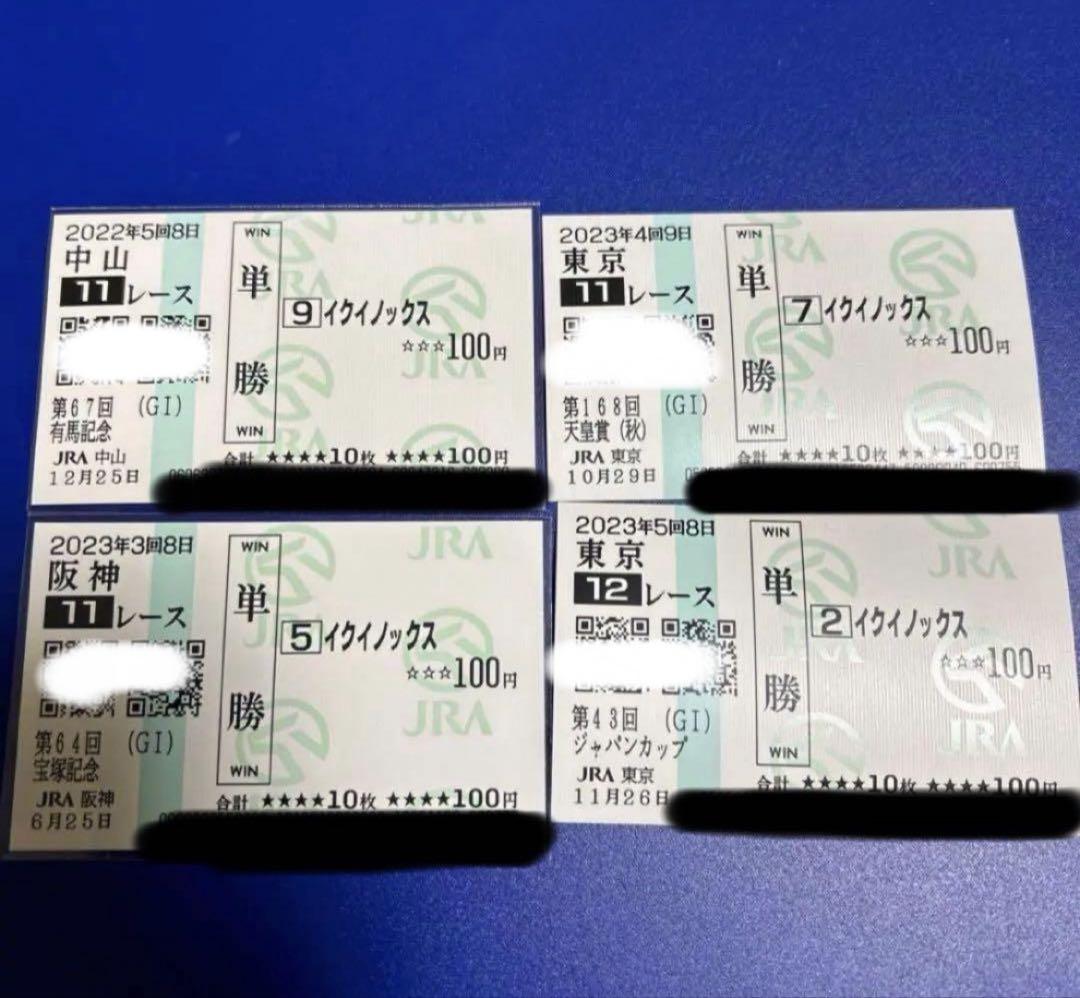 2022年5回8日
中山
11レース
WIN
単勝
WIN
9 イクイノックス
☆☆☆100円
第67回 (GI)
有馬記念
JRA 中山
12月25日
合計 ★★★★10枚 ★★★★100円
2023年4回9日
東京
11レース
WIN
単勝
WIN
7 イクイノックス
☆☆☆100円
第168回 (GI)
天皇賞(秋)
JRA 東京
10月29日
合計 ★★★★10枚 ★★★★100円
2023年3回8日
阪神
11レース
WIN
単勝
WIN
5 イクイノックス
☆☆☆100円
第64回 (GI)
宝塚記念
JRA 阪神
6月25日
合計 ★★★★10枚 ★★★★100円
2023年5回8日
東京
12レース
WIN
単勝
WIN
2 イクイノックス
☆☆☆100円
第43回 (GI)
ジャパンカップ
JRA 東京
11月26日
合計 ★★★★10枚 ★★★★100円